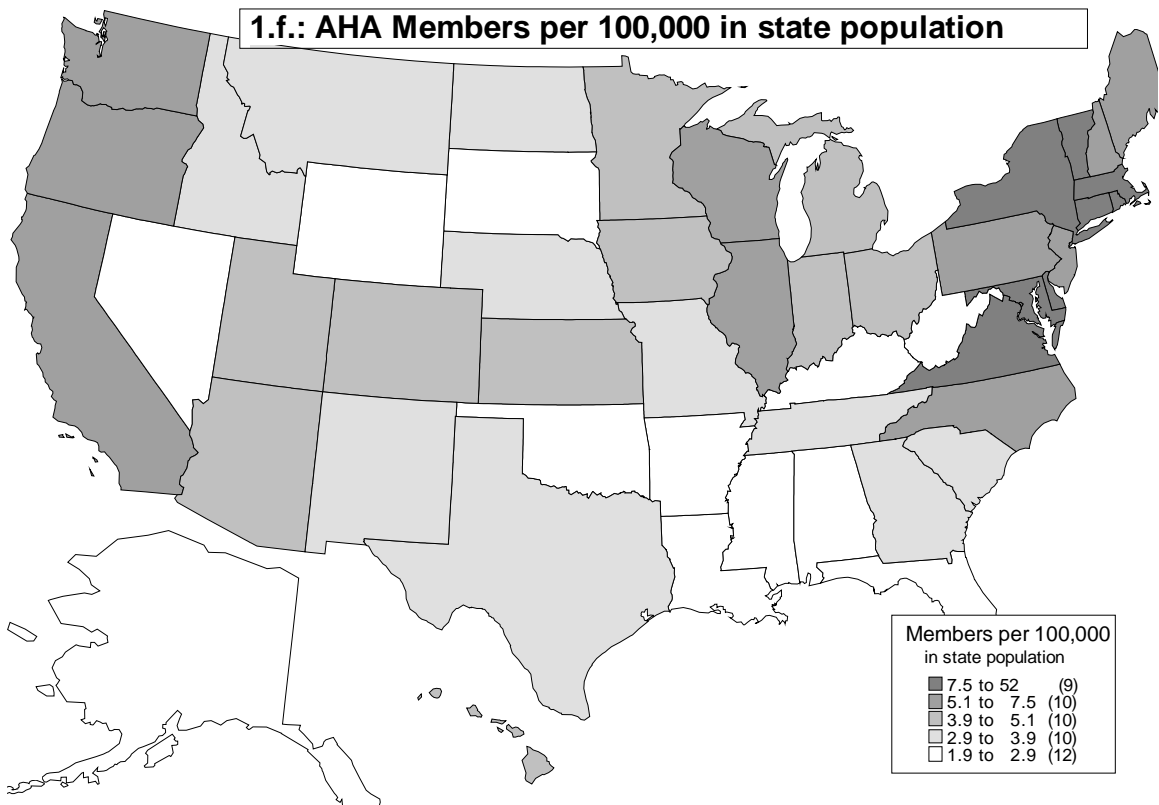 1.f.: AHA Members per 100,000 in state population
Members per 100,000
in state population
7.5 to 52 (9)
5.1 to 7.5 (10)
3.9 to 5.1 (10)
2.9 to 3.9 (10)
1.9 to 2.9 (12)